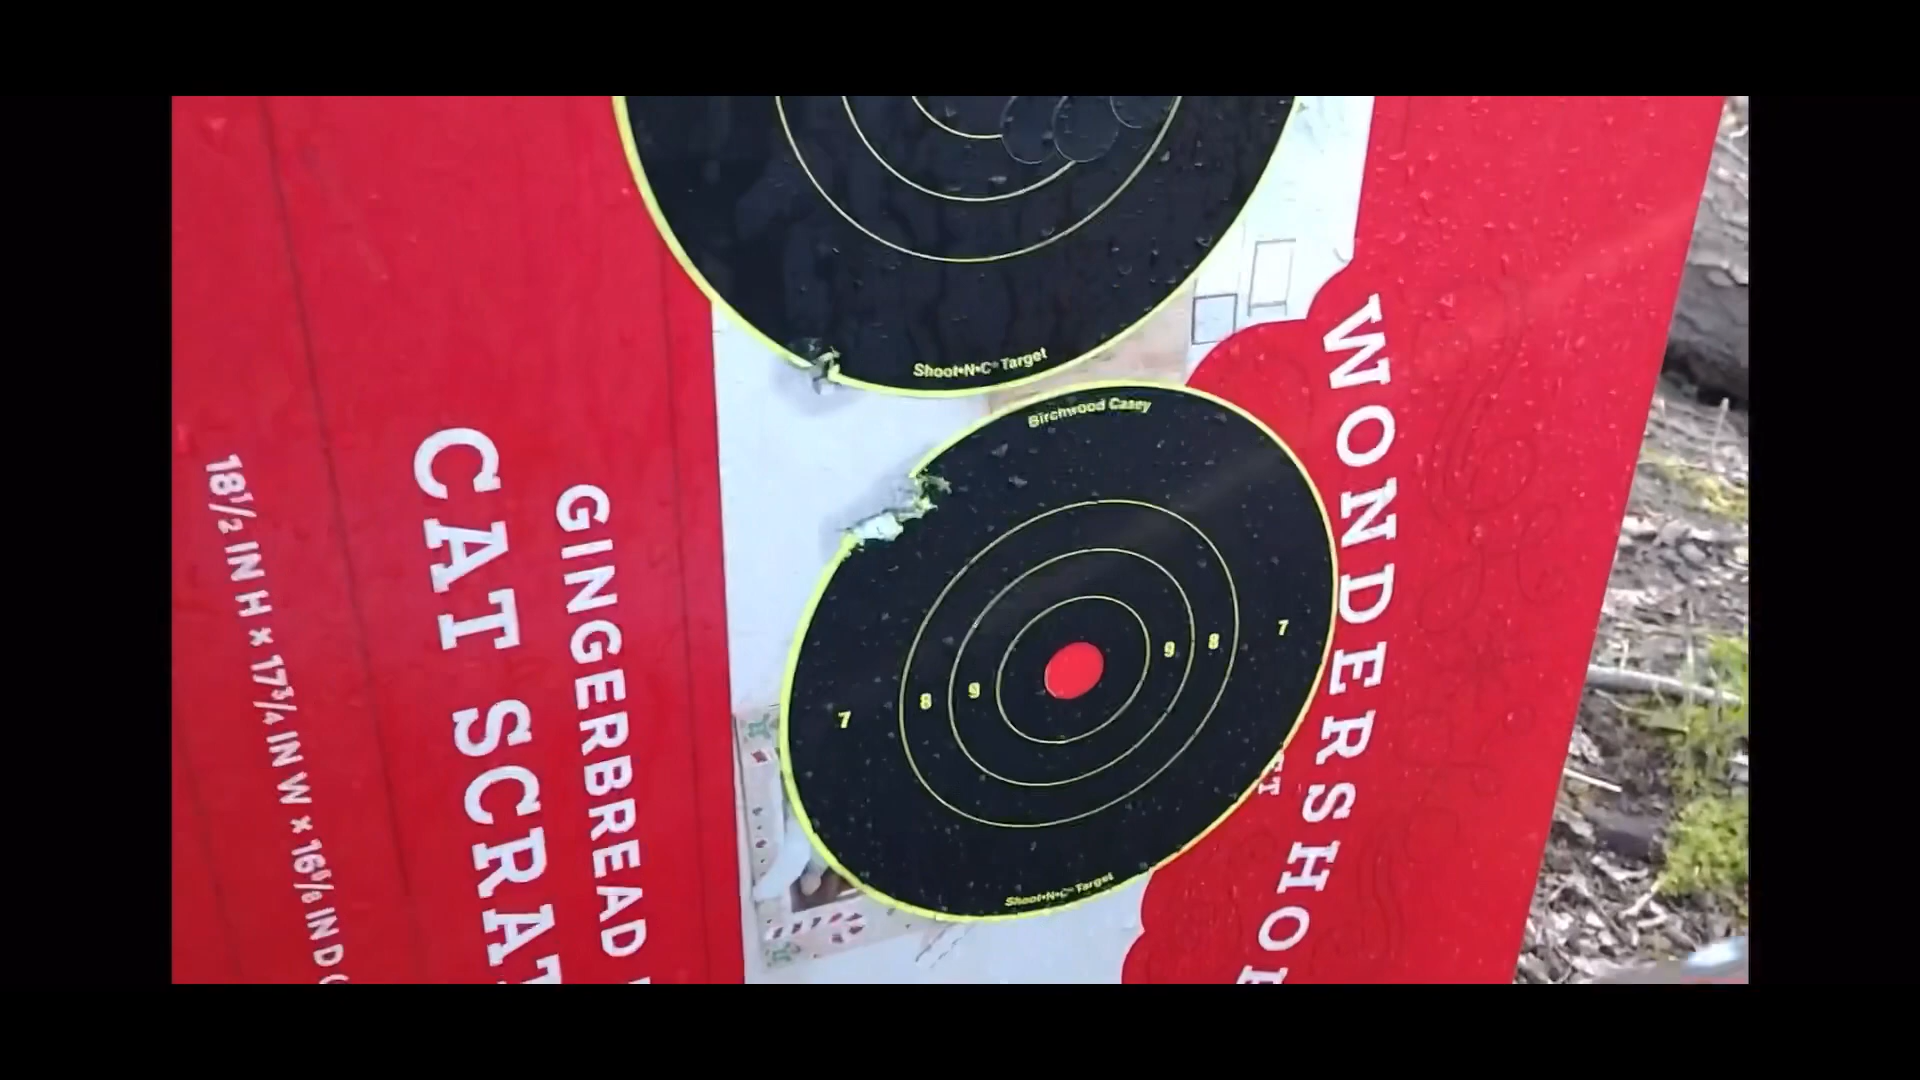 Shoot•N•C® Target
Birchwood Casey
7 8 9 9 8 7
Shoot•N•C® Target
WONDERSHOP
GINGERBREAD
CAT SCRA
18½ IN H × 17¾ IN W × 16⅝ IN D (